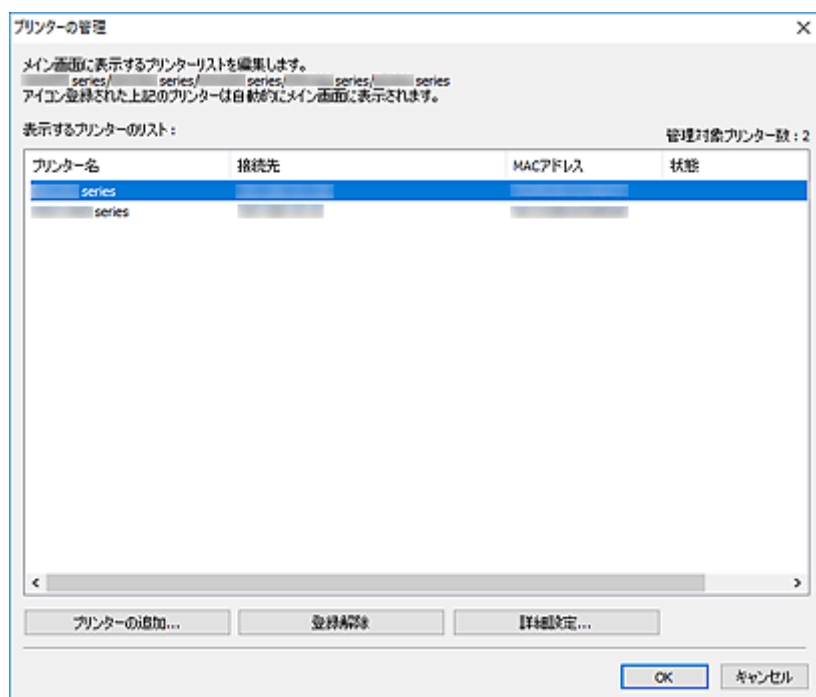 プリンターの管理
メイン画面に表示するプリンターリストを編集します。
series/ series/ series/ series/ series
アイコン登録された上記のプリンターは自動的にメイン画面に表示されます。
表示するプリンターのリスト:
管理対象プリンター数:2
プリンター名 接続先 MACアドレス 状態
series
series
プリンターの追加... 登録解除 詳細設定...
OK キャンセル